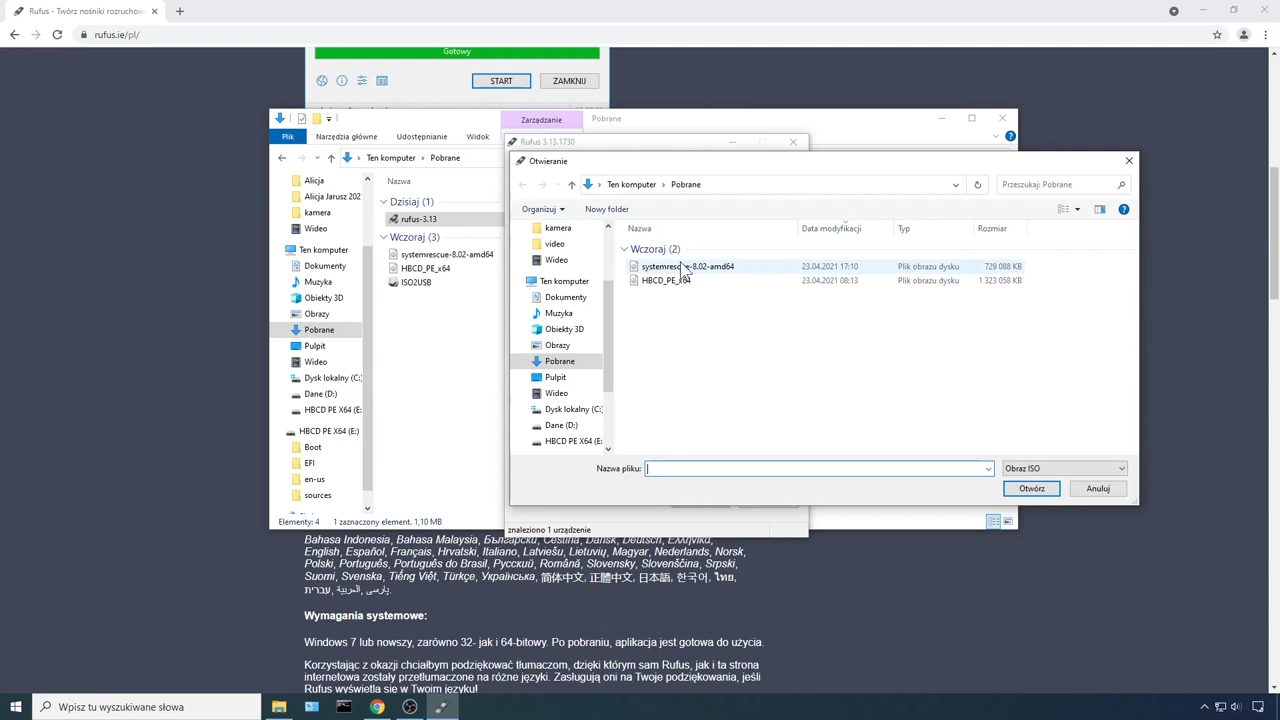 Rufus - Twórz nośniki rozruchow
rufus.ie/pl/
Gotowy
START
ZAMKNIJ
Zarządzanie
Pobrane
Plik
Narzędzia główne
Udostępnianie
Widok
Rufus 3.13.1730
Ten komputer
Pobrane
Otwieranie
Ten komputer
Pobrane
Przeszukaj: Pobrane
Organizuj
New folder
Alicja
Alicja Jarusz 202
kamera
Wideo
Ten komputer
Dokumenty
Muzyka
Obiekty 3D
Obrazy
Pobrane
Pulpit
Wideo
Dysk lokalny (C:)
Dane (D:)
HBCD PE X64 (E:
HBCD PE X64 (E:)
Boot
EFI
en-us
sources
Nazwa
Dzisiaj (1)
rufus-3.13
Wczoraj (3)
systemrescue-8.02-amd64
HBCD_PE_x64
ISO2USB
kamera
video
Wideo
Ten komputer
Dokumenty
Muzyka
Obiekty 3D
Obrazy
Pobrane
Pulpit
Wideo
Dysk lokalny (C:
Dane (D:)
HBCD PE X64 (E:
Nazwa
Data modyfikacji
Typ
Rozmiar
Wczoraj (2)
systemrescue-8.02-amd64
23.04.2021 17:10
Plik obrazu dysku
729 088 KB
HBCD_PE_x64
23.04.2021 08:13
Plik obrazu dysku
1 323 058 KB
Nazwa pliku:
Obraz ISO
Otwórz
Anuluj
Elementy: 4
1 zaznaczony element. 1,10 MB
znaleziono 1 urządzenie
Bahasa Indonesia, Bahasa Malaysia, Български, Čeština, Dansk, Deutsch, Ελληνικά,
English, Español, Français, Hrvatski, Italiano, Latviešu, Lietuvių, Magyar, Nederlands, Norsk,
Polski, Português, Português do Brasil, Русский, Română, Slovensky, Slovenščina, Srpski,
Suomi, Svenska, Tiếng Việt, Türkçe, Українська, 简体中文, 正體中文, 日本語, 한국어, ไทย,
עברית, العربية, پارسی.
Wymagania systemowe:
Windows 7 lub nowszy, zarówno 32- jak i 64-bitowy. Po pobraniu, aplikacja jest gotowa do użycia.
Korzystając z okazji chciałbym podziękować tłumaczom, dzięki którym sam Rufus, jak i ta strona
internetowa zostały przetłumaczone na różne języki. Zasługują oni na Twoje podziękowania, jeśli
Rufus wyświetla się w Twoim języku!
Wpisz tu wyszukiwane słowa